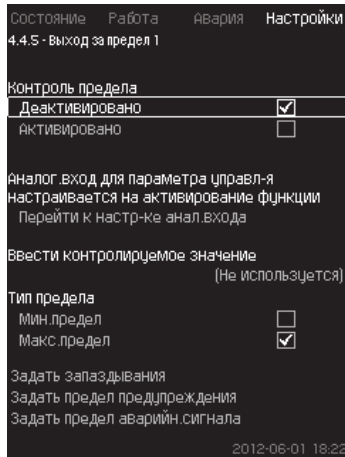 Состояние Работа Авария Настройки
4.4.5 - Выход за предел 1
Контроль предела
Деактивировано
Активировано
Аналог.вход для параметра управл-я
настраивается на активирование функции
Перейти к настр-ке анал.входа
Ввести контролируемое значение
(Не используется)
Тип предела
Мин.предел
Макс.предел
Задать запаздывания
Задать предел предупреждения
Задать предел аварийн.сигнала
2012-06-01 18:22